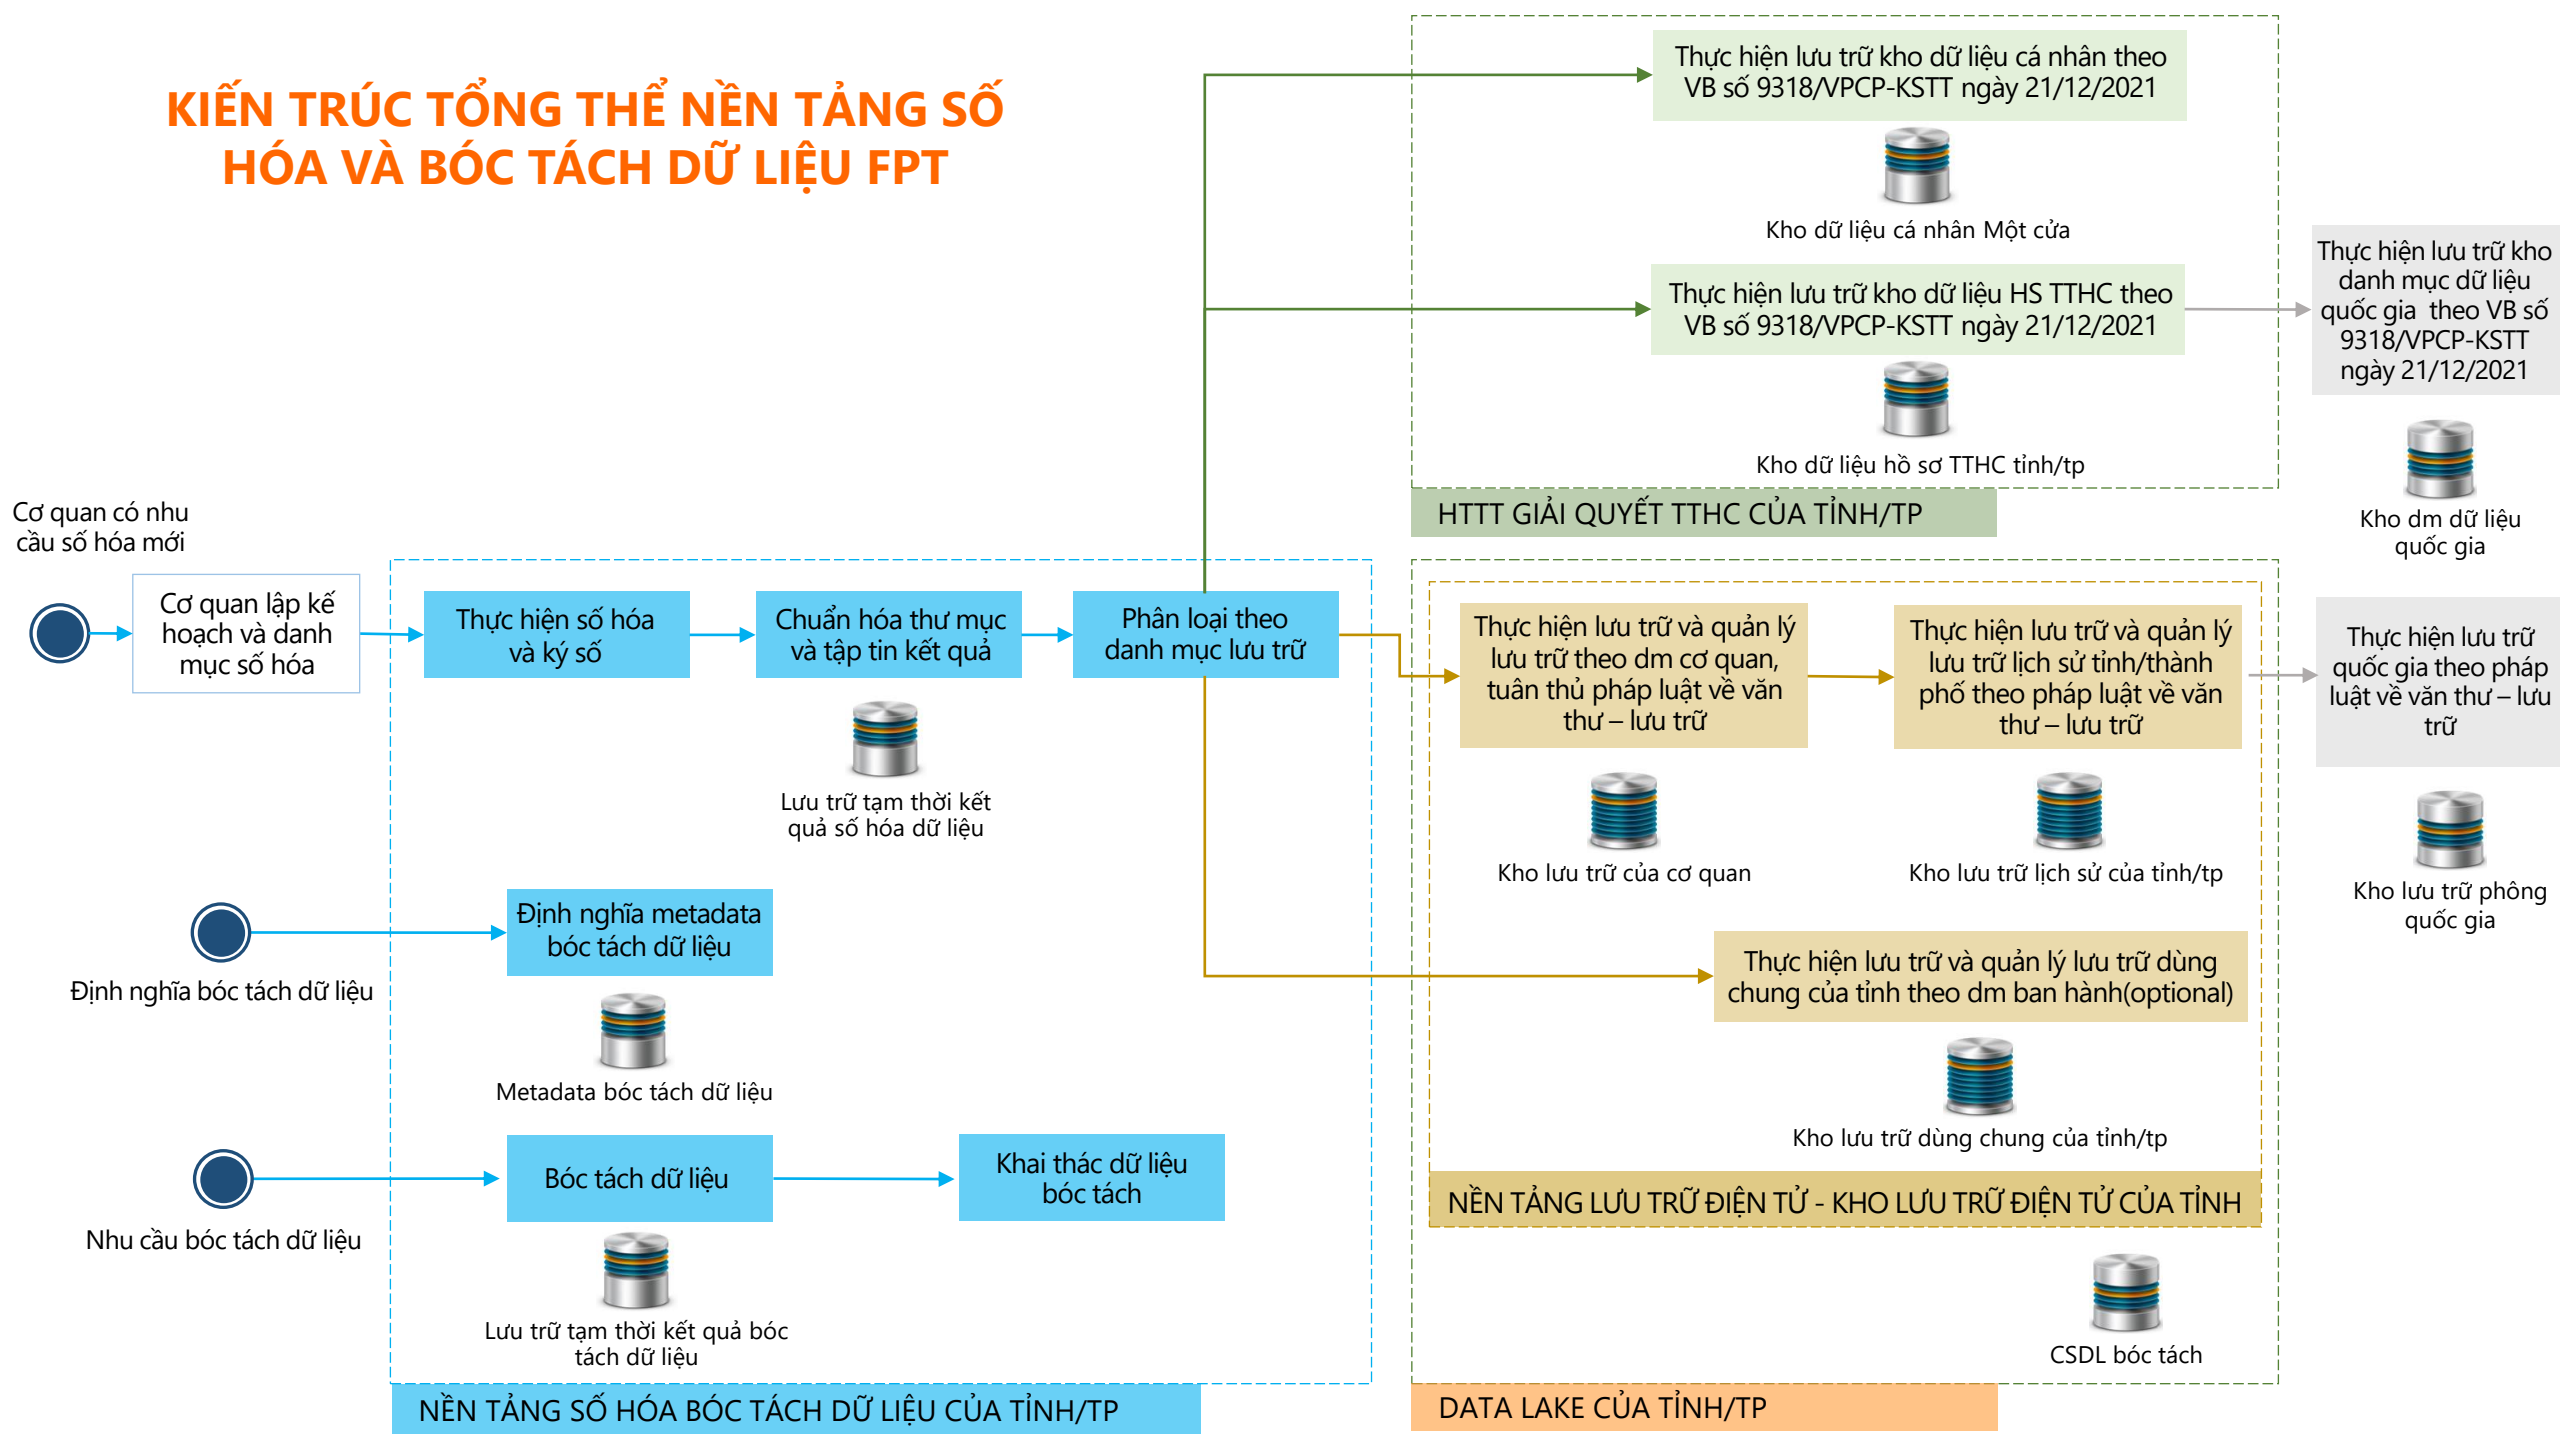 KIẾN TRÚC TỔNG THỂ NỀN TẢNG SỐ
HÓA VÀ BÓC TÁCH DỮ LIỆU FPT
Thực hiện lưu trữ kho dữ liệu cá nhân theo
VB số 9318/VPCP-KSTT ngày 21/12/2021
Kho dữ liệu cá nhân Một cửa
Thực hiện lưu trữ kho dữ liệu HS TTHC theo
VB số 9318/VPCP-KSTT ngày 21/12/2021
Kho dữ liệu hồ sơ TTHC tỉnh/tp
HTTT GIẢI QUYẾT TTHC CỦA TỈNH/TP
Thực hiện lưu trữ kho
danh mục dữ liệu
quốc gia  theo VB số
9318/VPCP-KSTT
ngày 21/12/2021
Kho dm dữ liệu
quốc gia
Cơ quan có nhu
cầu số hóa mới
Cơ quan lập kế
hoạch và danh
mục số hóa
Thực hiện số hóa
và ký số
Chuẩn hóa thư mục
và tập tin kết quả
Lưu trữ tạm thời kết
quả số hóa dữ liệu
Phân loại theo
danh mục lưu trữ
Thực hiện lưu trữ và quản lý
lưu trữ theo dm cơ quan,
tuân thủ pháp luật về văn
thư – lưu trữ
Kho lưu trữ của cơ quan
Thực hiện lưu trữ và quản lý
lưu trữ lịch sử tỉnh/thành
phố theo pháp luật về văn
thư – lưu trữ
Kho lưu trữ lịch sử của tỉnh/tp
Thực hiện lưu trữ
quốc gia theo pháp
luật về văn thư – lưu
trữ
Kho lưu trữ phông
quốc gia
Định nghĩa bóc tách dữ liệu
Định nghĩa metadata
bóc tách dữ liệu
Metadata bóc tách dữ liệu
Thực hiện lưu trữ và quản lý lưu trữ dùng
chung của tỉnh theo dm ban hành(optional)
Kho lưu trữ dùng chung của tỉnh/tp
NỀN TẢNG LƯU TRỮ ĐIỆN TỬ - KHO LƯU TRỮ ĐIỆN TỬ CỦA TỈNH
Nhu cầu bóc tách dữ liệu
Bóc tách dữ liệu
Lưu trữ tạm thời kết quả bóc
tách dữ liệu
Khai thác dữ liệu
bóc tách
CSDL bóc tách
NỀN TẢNG SỐ HÓA BÓC TÁCH DỮ LIỆU CỦA TỈNH/TP
DATA LAKE CỦA TỈNH/TP